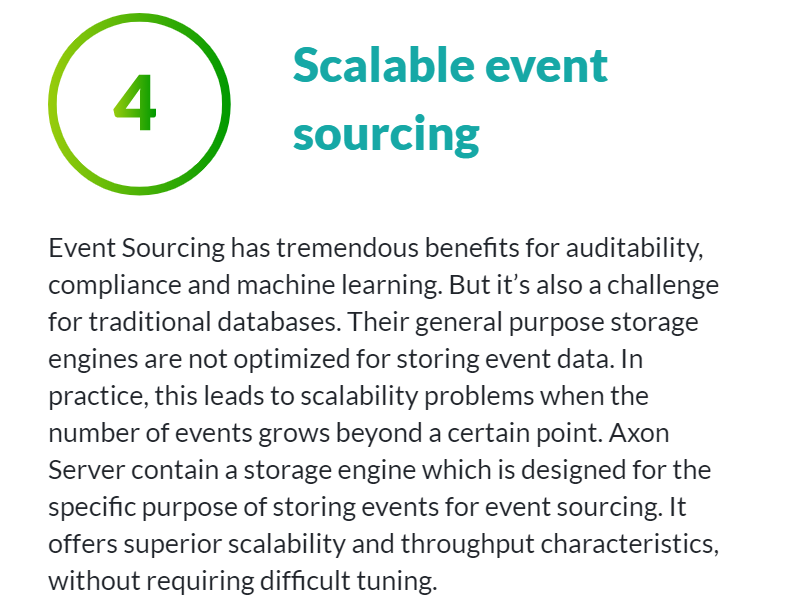 4
Scalable event
sourcing
Event Sourcing has tremendous benefits for auditability,
compliance and machine learning. But it’s also a challenge
for traditional databases. Their general purpose storage
engines are not optimized for storing event data. In
practice, this leads to scalability problems when the
number of events grows beyond a certain point. Axon
Server contain a storage engine which is designed for the
specific purpose of storing events for event sourcing. It
offers superior scalability and throughput characteristics,
without requiring difficult tuning.